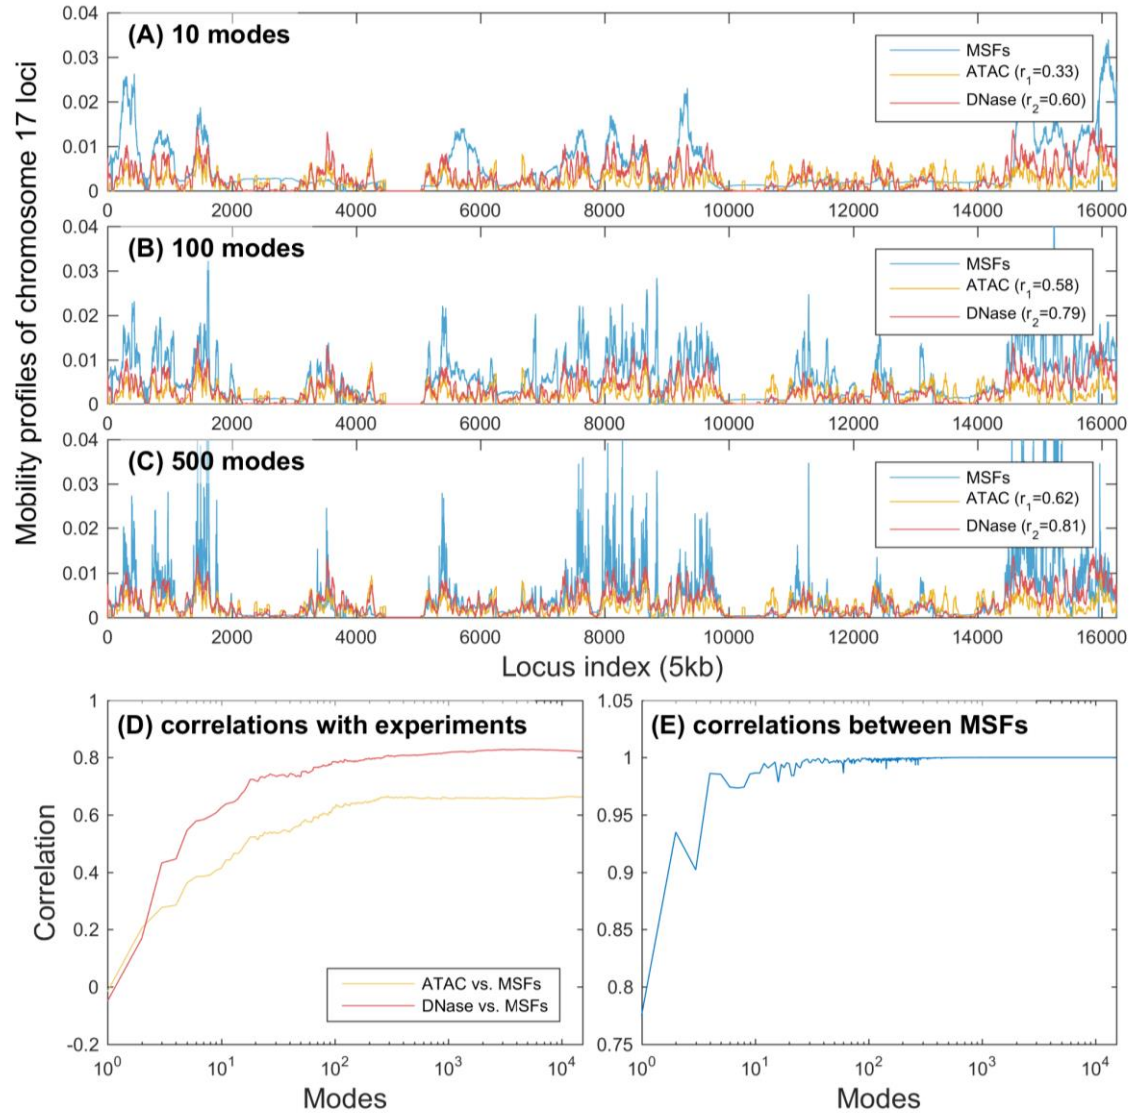 Mobility profiles of chromosome 17 loci
(A) 10 modes
0.04
0.03
0.02
0.01
0
MSFs
ATAC (r1=0.33)
DNase (r2=0.60)
0 2000 4000 6000 8000 10000 12000 14000 16000
(B) 100 modes
0.04
0.03
0.02
0.01
0
MSFs
ATAC (r1=0.58)
DNase (r2=0.79)
0 2000 4000 6000 8000 10000 12000 14000 16000
(C) 500 modes
0.04
0.03
0.02
0.01
0
MSFs
ATAC (r1=0.62)
DNase (r2=0.81)
0 2000 4000 6000 8000 10000 12000 14000 16000
Locus index (5kb)
(D) correlations with experiments
Correlation
1
0.8
0.6
0.4
0.2
0
-0.2
ATAC vs. MSFs
DNase vs. MSFs
10^0 10^1 10^2 10^3 10^4
Modes
(E) correlations between MSFs
1.05
1
0.95
0.9
0.85
0.8
0.75
10^0 10^1 10^2 10^3 10^4
Modes